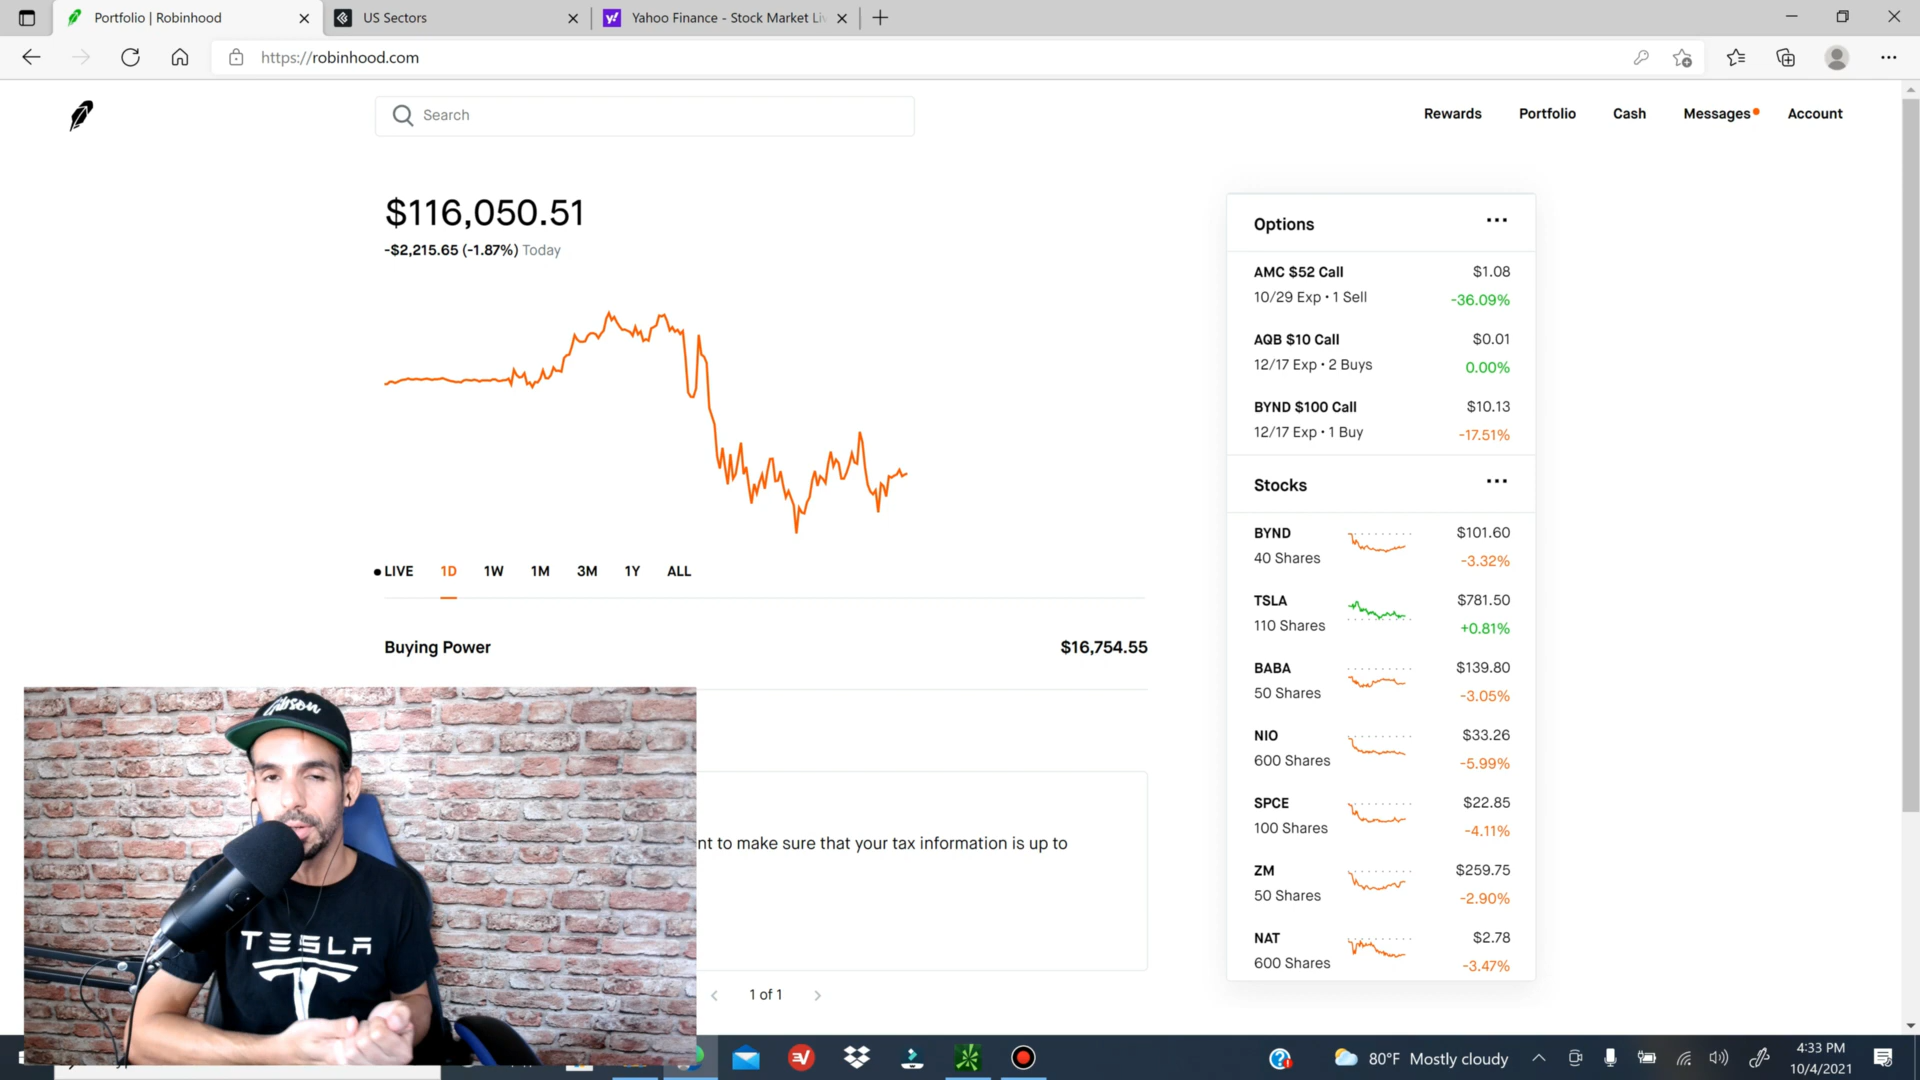 Portfolio | Robinhood
US Sectors
Yahoo Finance - Stock Market Li
https://robinhood.com
Search
Rewards
Portfolio
Cash
Messages
Account
$116,050.51
-$2,215.65 (-1.87%) Today
LIVE 1D 1W 1M 3M 1Y ALL
Buying Power $16,754.55
nt to make sure that your tax information is up to
1 of 1
Options
AMC $52 Call $1.08
10/29 Exp • 1 Sell -36.09%
AQB $10 Call $0.01
12/17 Exp • 2 Buys 0.00%
BYND $100 Call $10.13
12/17 Exp • 1 Buy -17.51%
Stocks
BYND $101.60
40 Shares -3.32%
TSLA $781.50
110 Shares +0.81%
BABA $139.80
50 Shares -3.05%
NIO $33.26
600 Shares -5.99%
SPCE $22.85
100 Shares -4.11%
ZM $259.75
50 Shares -2.90%
NAT $2.78
600 Shares -3.47%
Gibson
TESLA
80°F Mostly cloudy
4:33 PM
10/4/2021